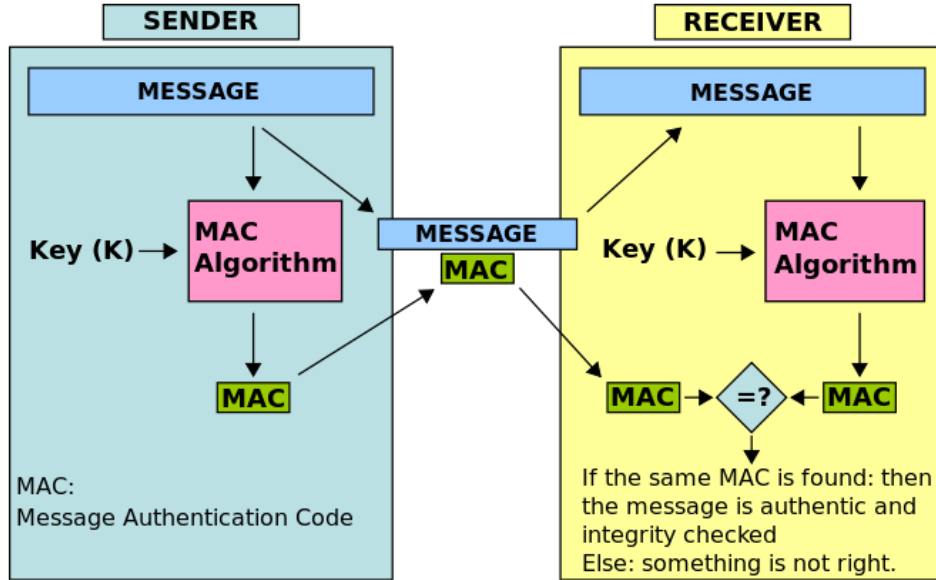 SENDER
RECEIVER
MESSAGE
MESSAGE
Key (K)
MAC
Algorithm
MESSAGE
MAC
Key (K)
MAC
Algorithm
MAC
MAC
=?
MAC
MAC:
Message Authentication Code
If the same MAC is found: then
the message is authentic and
integrity checked
Else: something is not right.